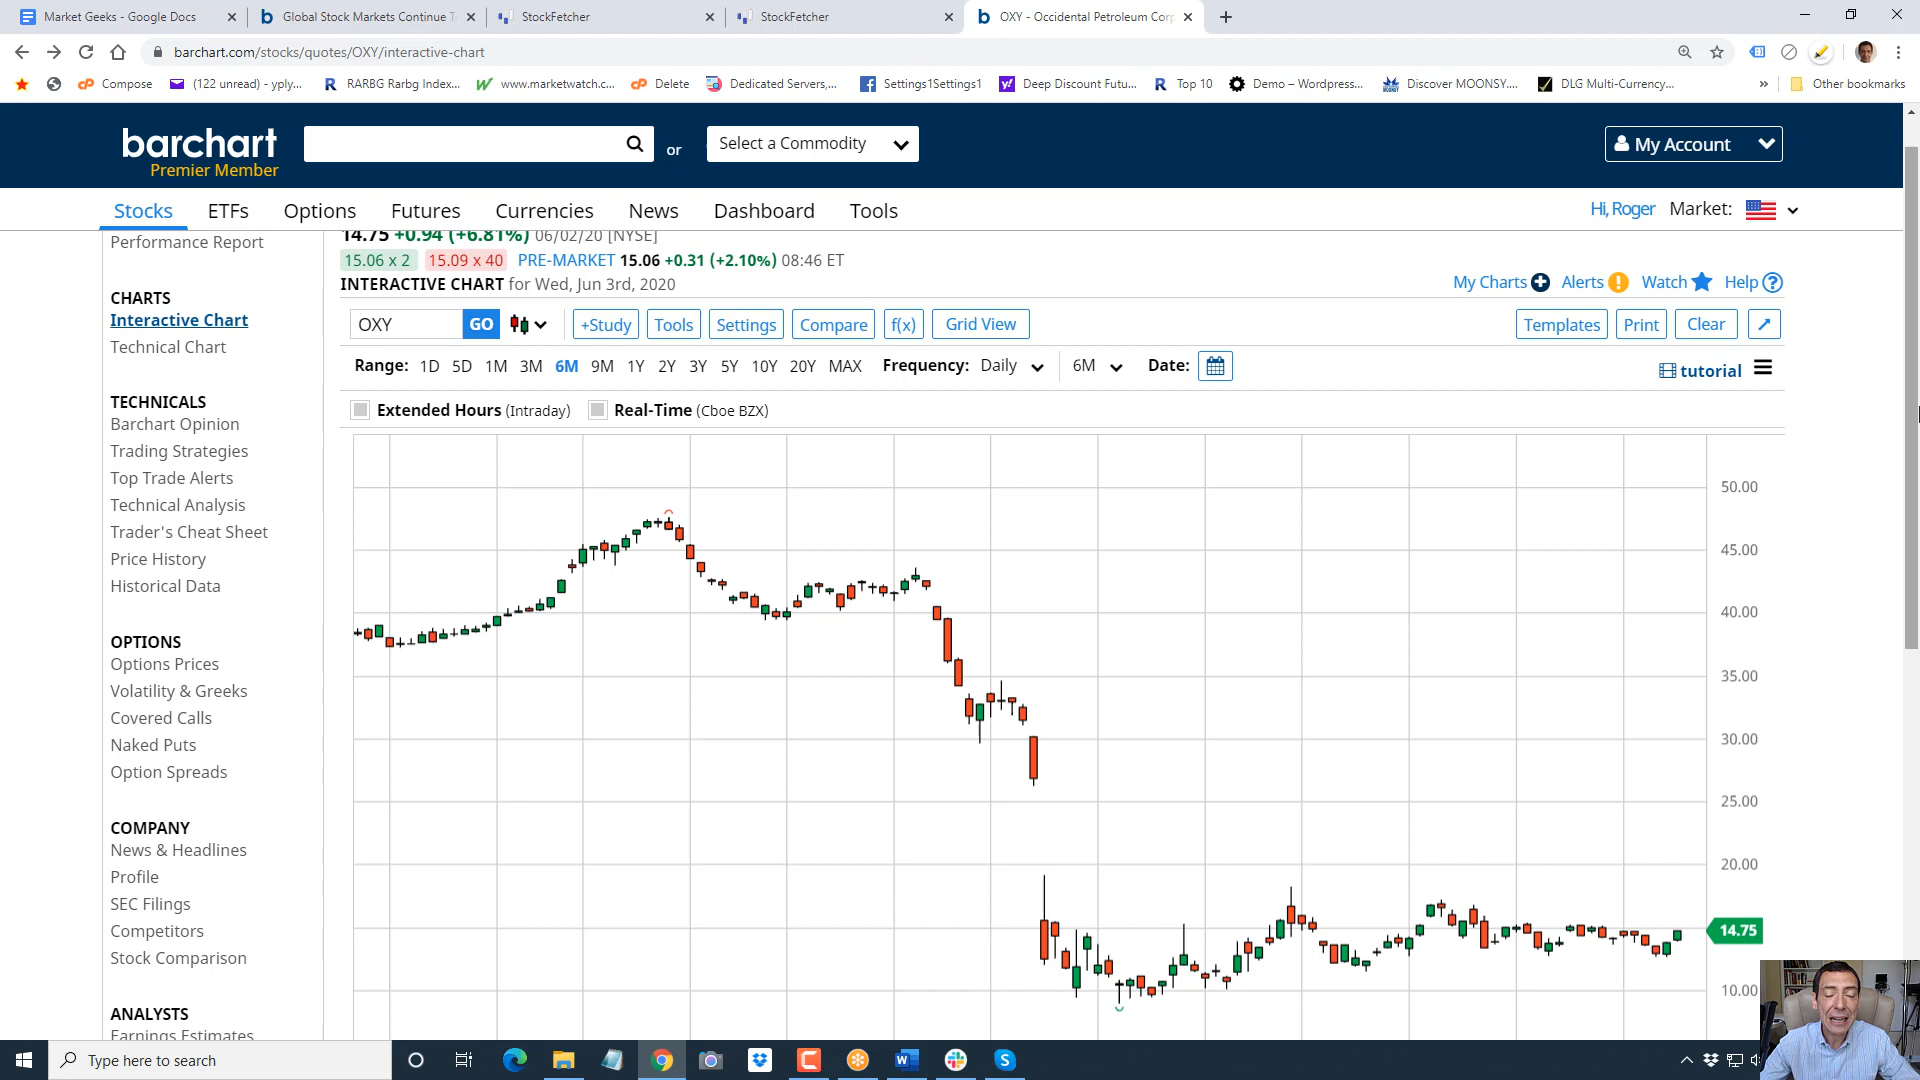 Market Geeks - Google Docs
Global Stock Markets Continue T
StockFetcher
StockFetcher
OXY - Occidental Petroleum Corp
barchart.com/stocks/quotes/OXY/interactive-chart
Compose
(122 unread) - yply...
RARBG Rarbg Index...
www.marketwatch.c...
Delete
Dedicated Servers,...
Settings1Settings1
Deep Discount Futu...
Top 10
Demo – Wordpress...
Discover MOONSY....
DLG Multi-Currency...
»
Other bookmarks
barchart
Premier Member
or
Select a Commodity
My Account
Stocks
ETFs
Options
Futures
Currencies
News
Dashboard
Tools
Hi, Roger
Market:
Performance Report
CHARTS
Interactive Chart
Technical Chart
TECHNICALS
Barchart Opinion
Trading Strategies
Top Trade Alerts
Technical Analysis
Trader's Cheat Sheet
Price History
Historical Data
OPTIONS
Options Prices
Volatility & Greeks
Covered Calls
Naked Puts
Option Spreads
COMPANY
News & Headlines
Profile
SEC Filings
Competitors
Stock Comparison
ANALYSTS
Earnings Estimates
14.75 +0.94 (+6.81%) 06/02/20 [NYSE]
15.06 x 2 15.09 x 40 PRE-MARKET 15.06 +0.31 (+2.10%) 08:46 ET
INTERACTIVE CHART for Wed, Jun 3rd, 2020
My Charts
Alerts
Watch
Help
OXY
GO
+Study
Tools
Settings
Compare
f(x)
Grid View
Templates
Print
Clear
Range: 1D 5D 1M 3M 6M 9M 1Y 2Y 3Y 5Y 10Y 20Y MAX
Frequency: Daily
6M
Date:
tutorial
Extended Hours (Intraday)
Real-Time (Cboe BZX)
50.00
45.00
40.00
35.00
30.00
25.00
20.00
14.75
10.00
Type here to search